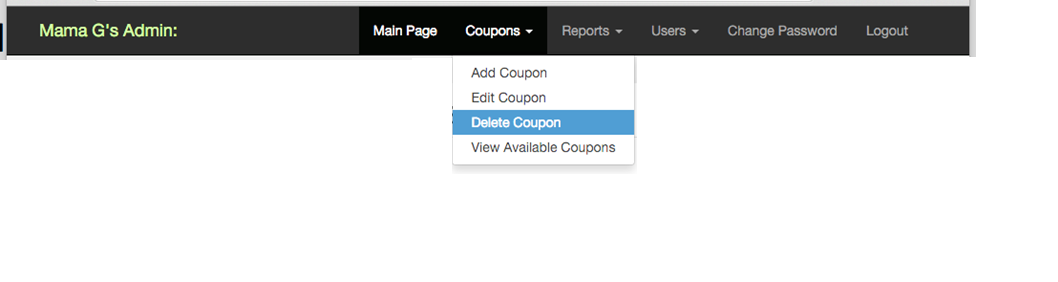 Mama G's Admin: Main Page Coupons Reports Users Change Password Logout
Add Coupon
Edit Coupon
Delete Coupon
View Available Coupons